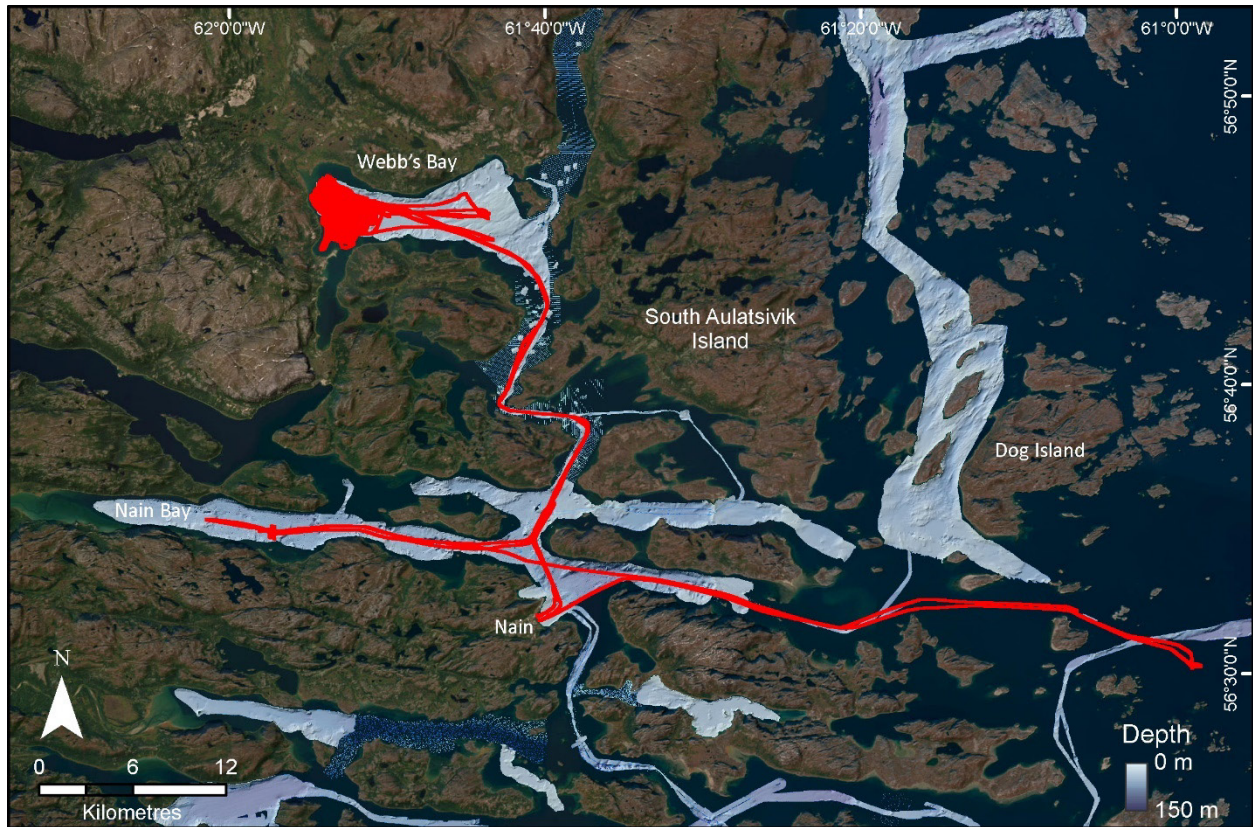 62°0'0"W
61°40'0"W
61°20'0"W
61°0'0"W
56°50'0"N
Webb's Bay
South Aulatsivik
Island
56°40'0"N
Dog Island
Nain Bay
Nain
56°30'0"N
N
0 6 12
Kilometres
Depth
0 m
150 m